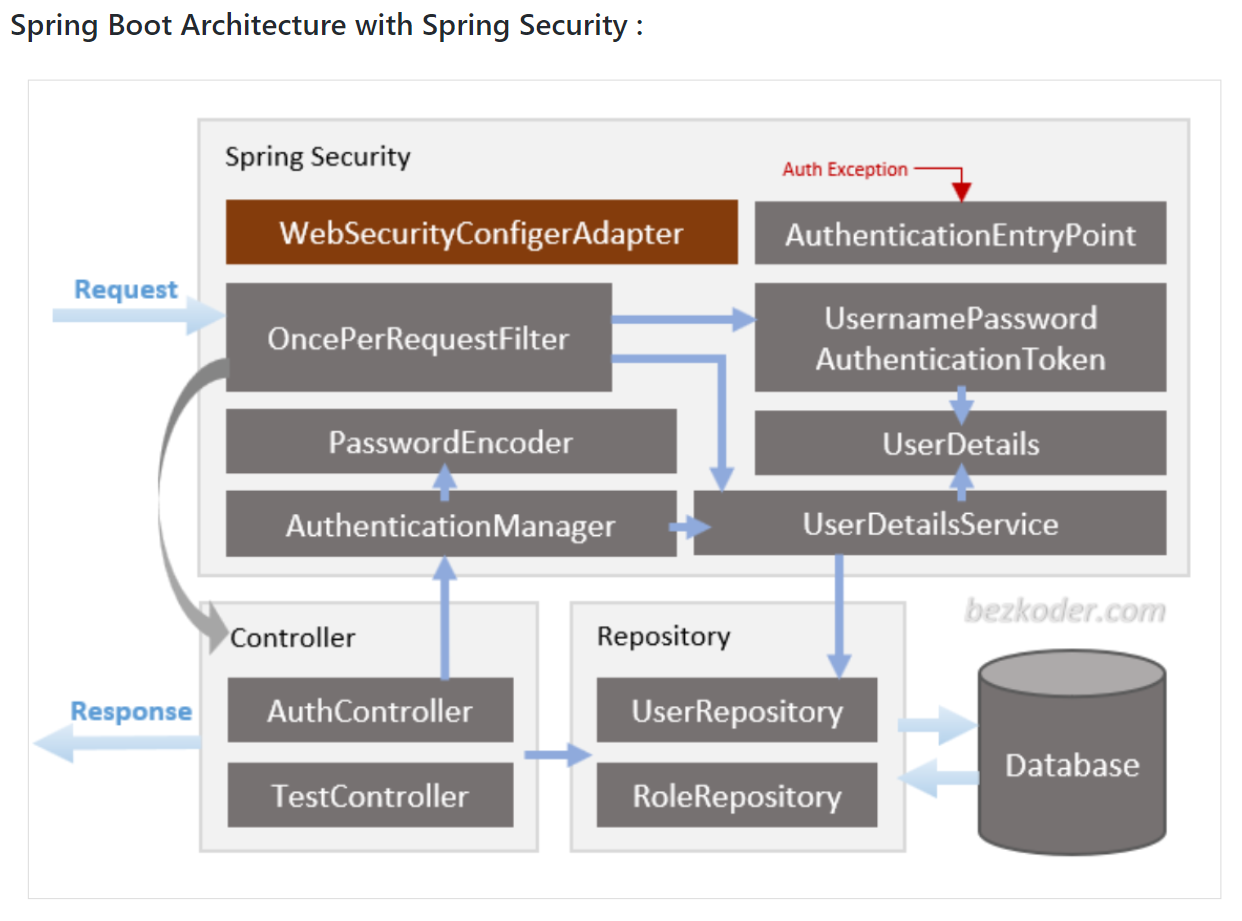 Spring Boot Architecture with Spring Security :
Spring Security
Auth Exception
WebSecurityConfigerAdapter
AuthenticationEntryPoint
Request
OncePerRequestFilter
UsernamePassword
AuthenticationToken
PasswordEncoder
UserDetails
AuthenticationManager
UserDetailsService
bezkoder.com
Controller
Repository
Response
AuthController
UserRepository
Database
TestController
RoleRepository